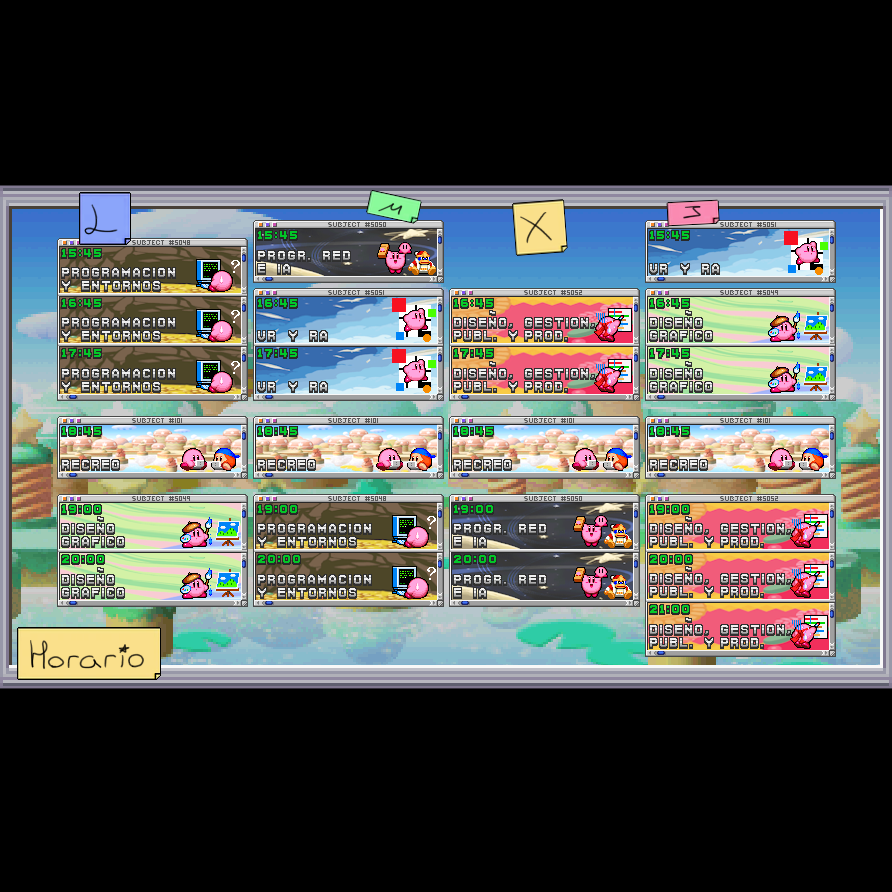 L
M
X
J
SUBJECT #5048
15:45
PROGRAMACION
Y ENTORNOS
16:45
PROGRAMACION
Y ENTORNOS
17:45
PROGRAMACION
Y ENTORNOS
SUBJECT #101
18:45
RECREO
SUBJECT #5049
19:00
DISEÑO
GRAFICO
20:00
DISEÑO
GRAFICO
SUBJECT #5050
15:45
PROGR. RED
E IA
SUBJECT #5051
16:45
VR Y RA
17:45
VR Y RA
SUBJECT #101
18:45
RECREO
SUBJECT #5048
19:00
PROGRAMACION
Y ENTORNOS
20:00
PROGRAMACION
Y ENTORNOS
SUBJECT #5052
16:45
DISEÑO, GESTION,
PUBL. Y PROD.
17:45
DISEÑO, GESTION,
PUBL. Y PROD.
SUBJECT #101
18:45
RECREO
SUBJECT #5050
19:00
PROGR. RED
E IA
20:00
PROGR. RED
E IA
SUBJECT #5051
15:45
VR Y RA
SUBJECT #5049
16:45
DISEÑO
GRAFICO
17:45
DISEÑO
GRAFICO
SUBJECT #101
18:45
RECREO
SUBJECT #5052
19:00
DISEÑO, GESTION,
PUBL. Y PROD.
20:00
DISEÑO, GESTION,
PUBL. Y PROD.
21:00
DISEÑO, GESTION,
PUBL. Y PROD.
Horario